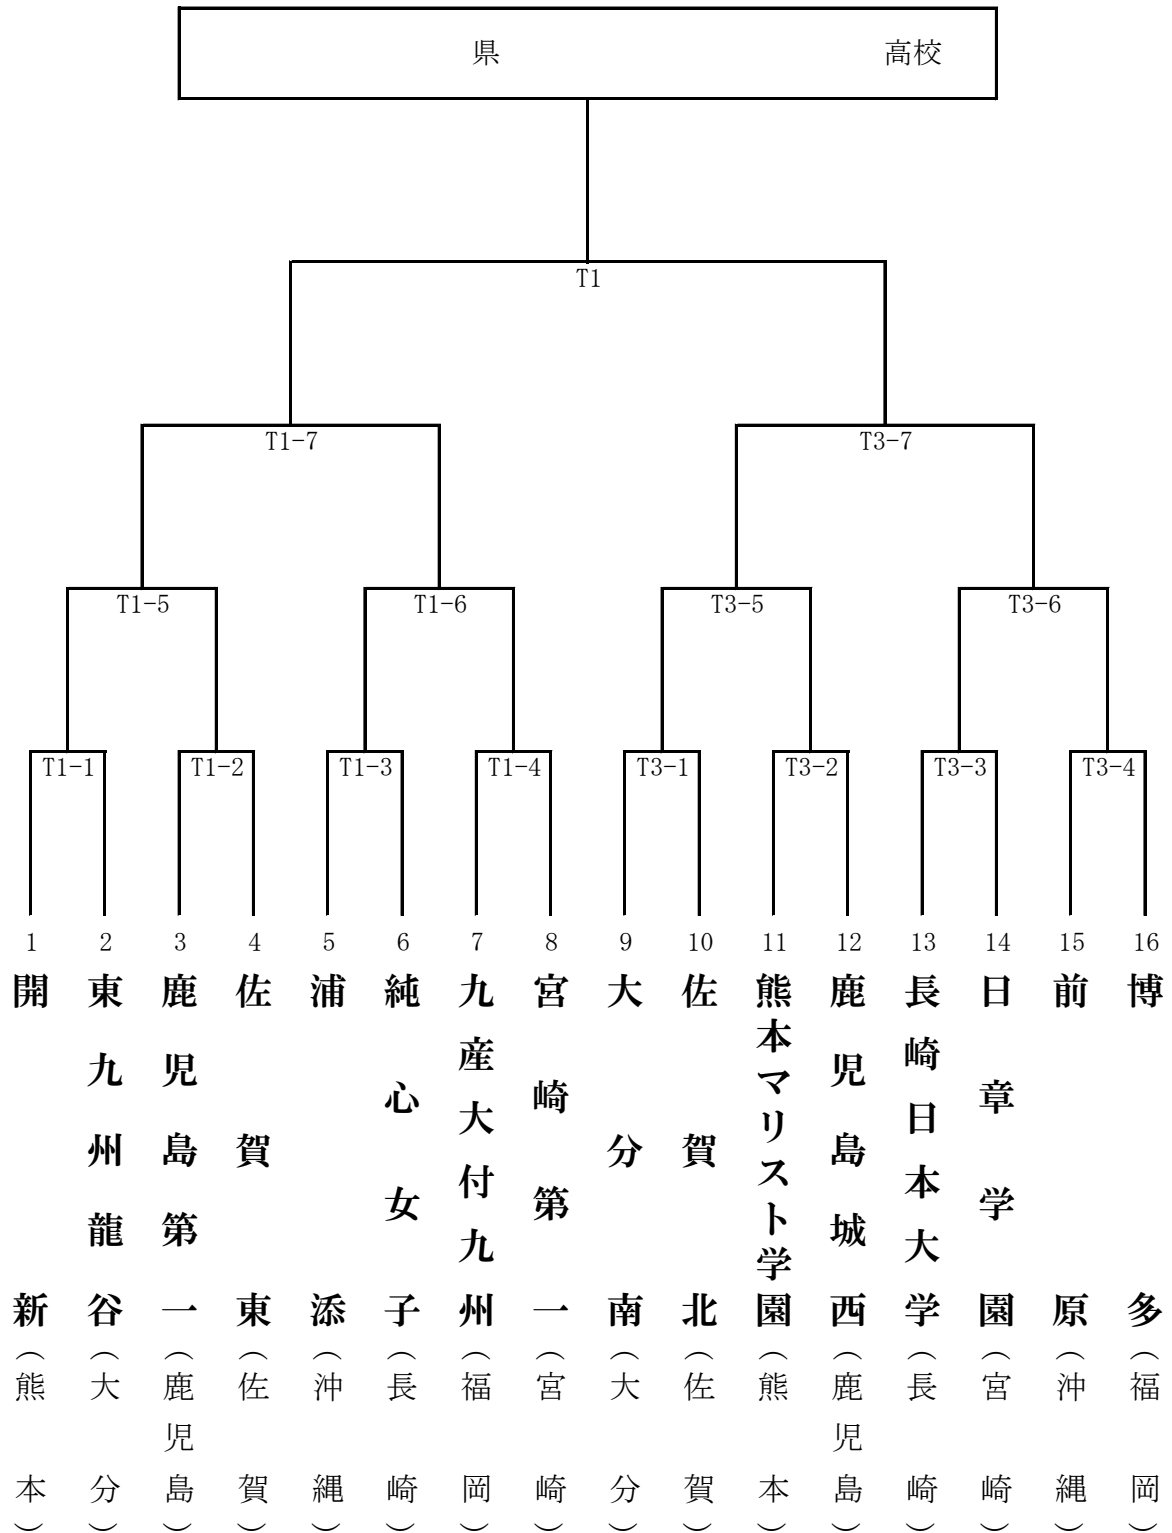 県 高校
T1
T1-7 T3-7
T1-5 T1-6 T3-5 T3-6
T1-1 T1-2 T1-3 T1-4 T3-1 T3-2 T3-3 T3-4
1 2 3 4 5 6 7 8 9 10 11 12 13 14 15 16
開新（熊本）
東九州龍谷（大分）
鹿児島第一（鹿児島）
佐賀東（佐賀）
浦添（沖縄）
純心女子（長崎）
九産大付九州（福岡）
宮崎第一（宮崎）
大分南（大分）
佐賀北（佐賀）
熊本マリスト学園（熊本）
鹿児島城西（鹿児島）
長崎日本大学（長崎）
日章学園（宮崎）
前原（沖縄）
博多（福岡）